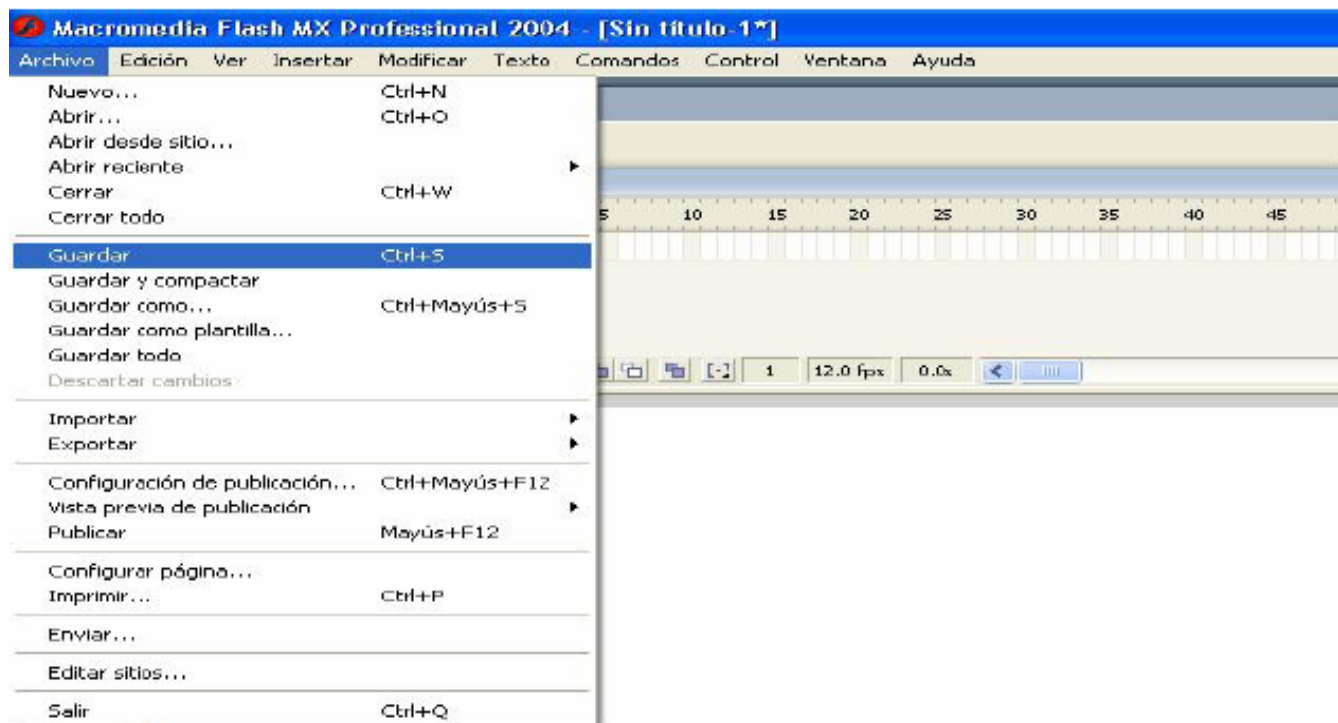 Macromedia Flash MX Professional 2004 - [Sin título-1*]
Archivo Edición Ver Insertar Modificar Texto Comandos Control Ventana Ayuda
Nuevo... Ctrl+N
Abrir... Ctrl+O
Abrir desde sitio...
Abrir reciente
Cerrar Ctrl+W
Cerrar todo
5 10 15 20 25 30 35 40 45
Guardar Ctrl+S
Guardar y compactar
Guardar como... Ctrl+Mayús+S
Guardar como plantilla...
Guardar todo
1 12.0 fps 0.0s
Descartar cambios
Importar
Exportar
Configuración de publicación... Ctrl+Mayús+F12
Vista previa de publicación
Publicar Mayús+F12
Configurar página...
Imprimir... Ctrl+P
Enviar...
Editar sitios...
Salir Ctrl+Q